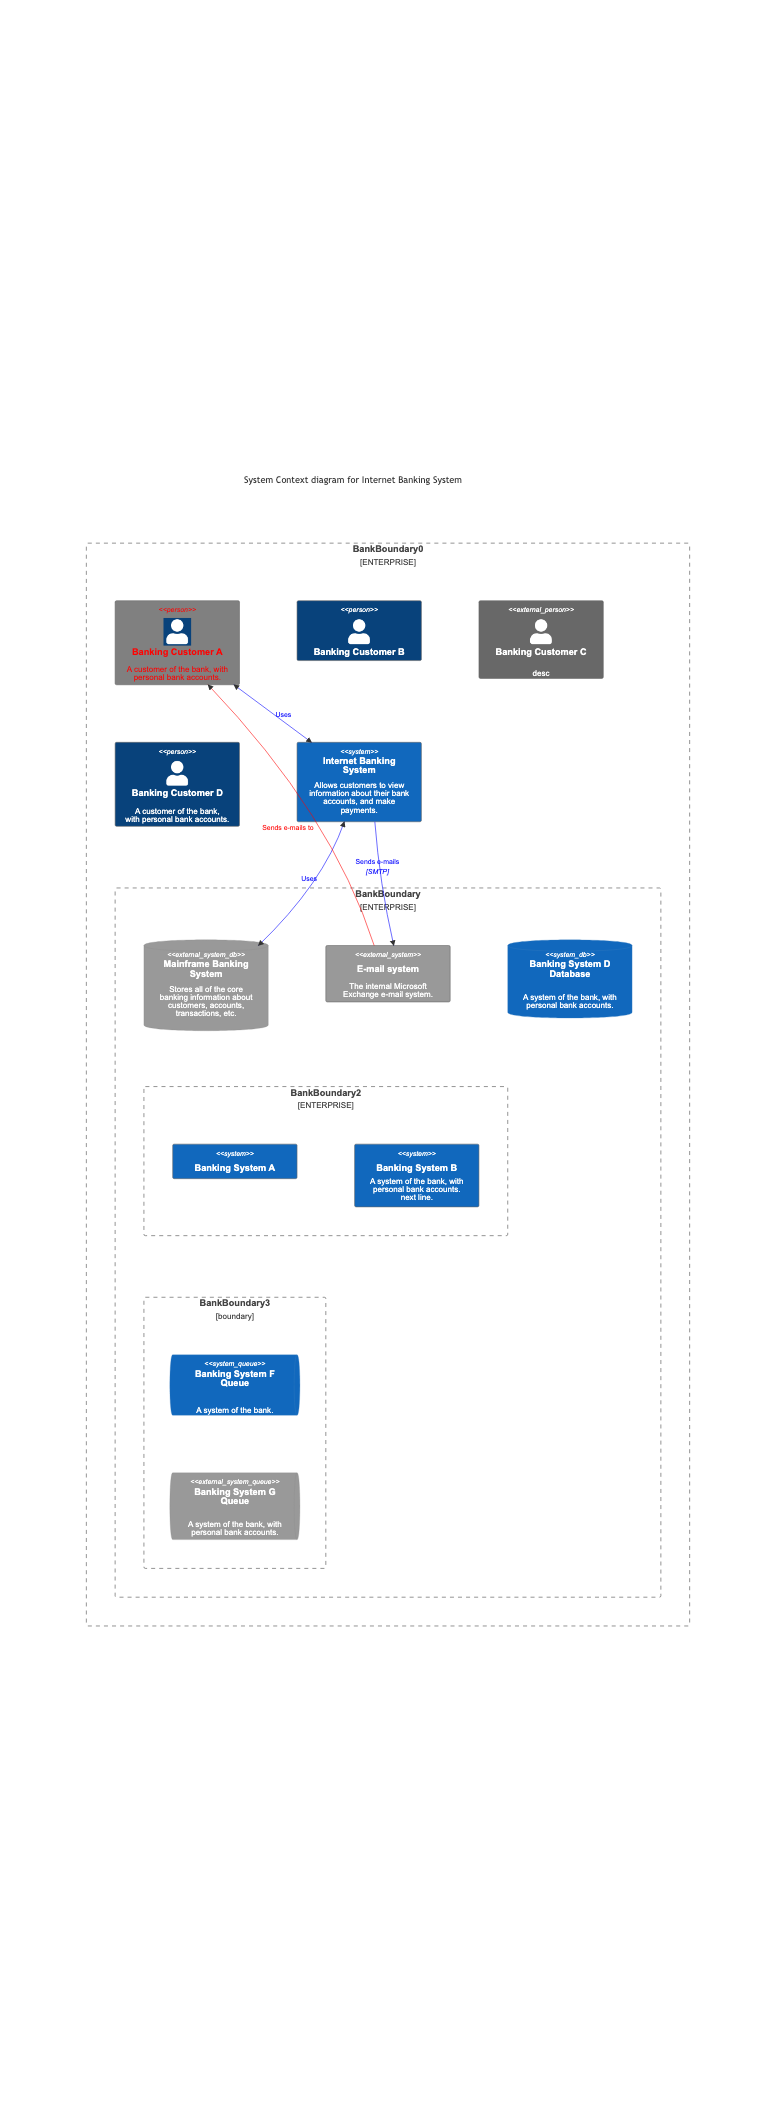 System Context diagram for Internet Banking System
BankBoundary0
[ENTERPRISE]
<<person>>
Banking Customer A
A customer of the bank, with
personal bank accounts.
<<person>>
Banking Customer B
<<external_person>>
Banking Customer C
desc
Uses
<<person>>
Banking Customer D
A customer of the bank,
with personal bank accounts.
<<system>>
Internet Banking
System
Allows customers to view
information about their bank
accounts, and make
payments.
Sends e-mails to
Sends e-mails
[SMTP]
Uses
BankBoundary
[ENTERPRISE]
<<external_system_db>>
Mainframe Banking
System
Stores all of the core
banking information about
customers, accounts,
transactions, etc.
<<external_system>>
E-mail system
The internal Microsoft
Exchange e-mail system.
<<system_db>>
Banking System D
Database
A system of the bank, with
personal bank accounts.
BankBoundary2
[ENTERPRISE]
<<system>>
Banking System A
<<system>>
Banking System B
A system of the bank, with
personal bank accounts.
next line.
BankBoundary3
[boundary]
<<system_queue>>
Banking System F
Queue
A system of the bank.
<<external_system_queue>>
Banking System G
Queue
A system of the bank, with
personal bank accounts.